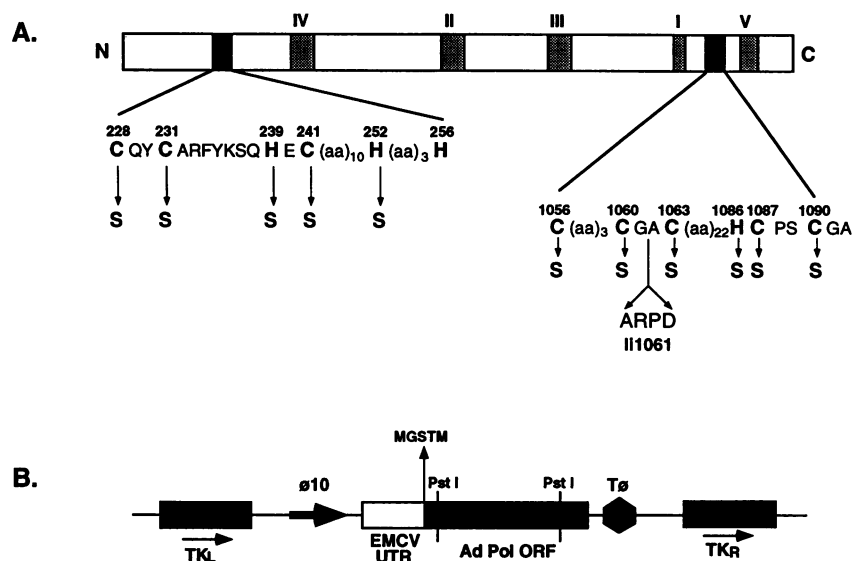 A.
IV II III I V
N C
228 231 239 241 252 256
C QY C ARFYKSQ H E C (aa)10 H (aa)3 H
S S S S S
1056 1060 1063 1086 1087 1090
C (aa)3 C GA C (aa)22 H C PS C GA
S S S S S S
ARPD
li1061
B.
MGSTM
ø10 Pst I Pst I Tø
EMCV
UTR
Ad Pol ORF
TKL TKR